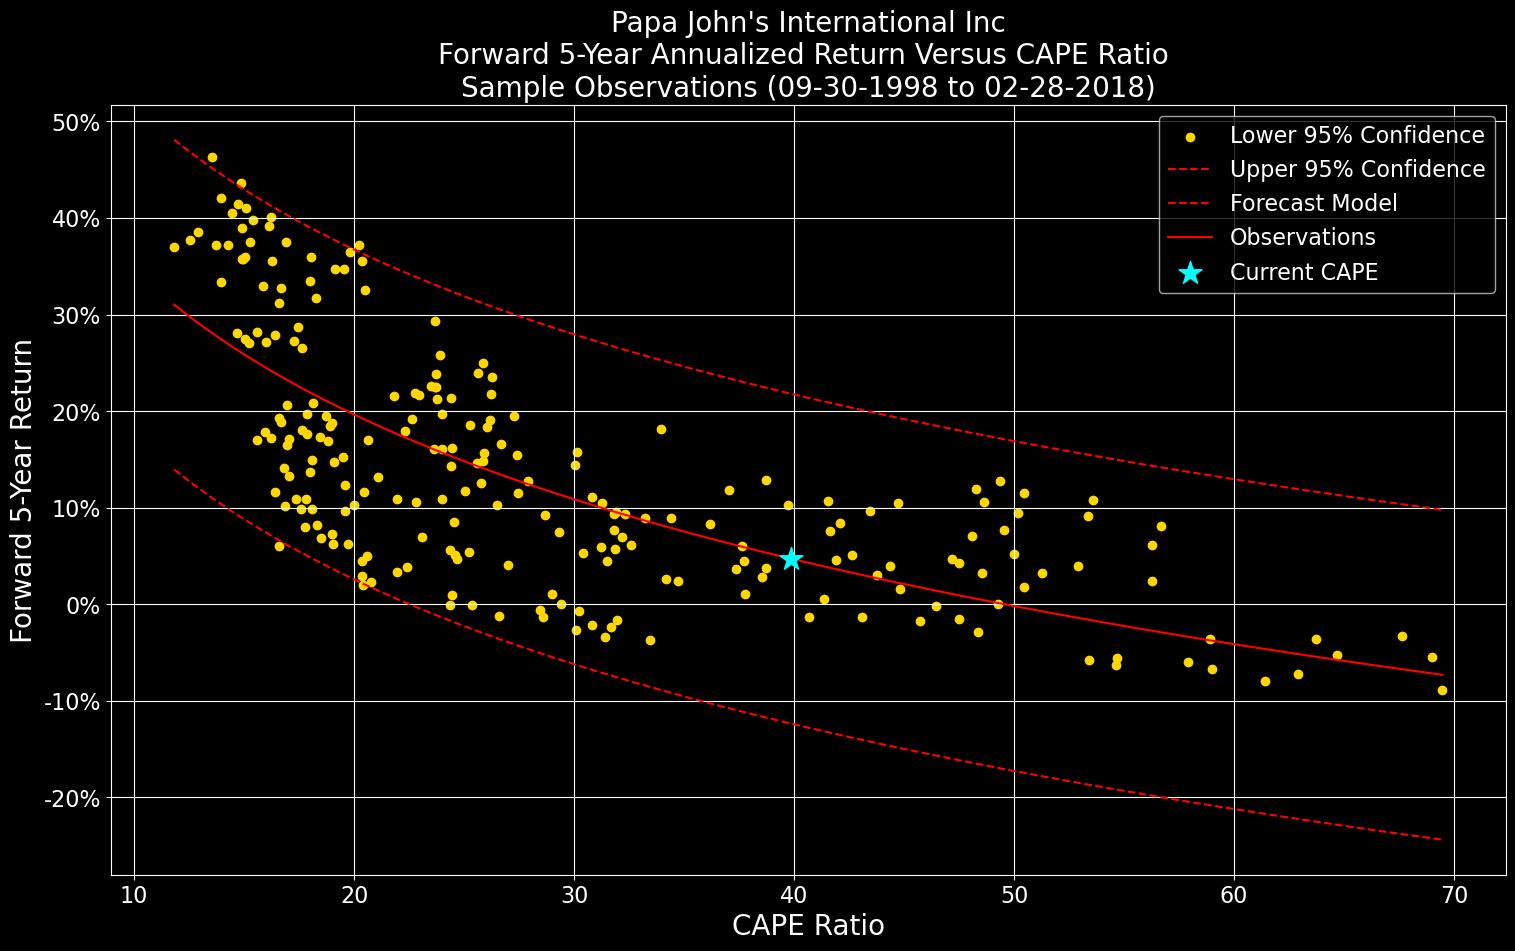 Papa John's International Inc
Forward 5-Year Annualized Return Versus CAPE Ratio
Sample Observations (09-30-1998 to 02-28-2018)
Lower 95% Confidence
Upper 95% Confidence
Forecast Model
Observations
Current CAPE
Forward 5-Year Return
50%
40%
30%
20%
10%
0%
-10%
-20%
10 20 30 40 50 60 70
CAPE Ratio